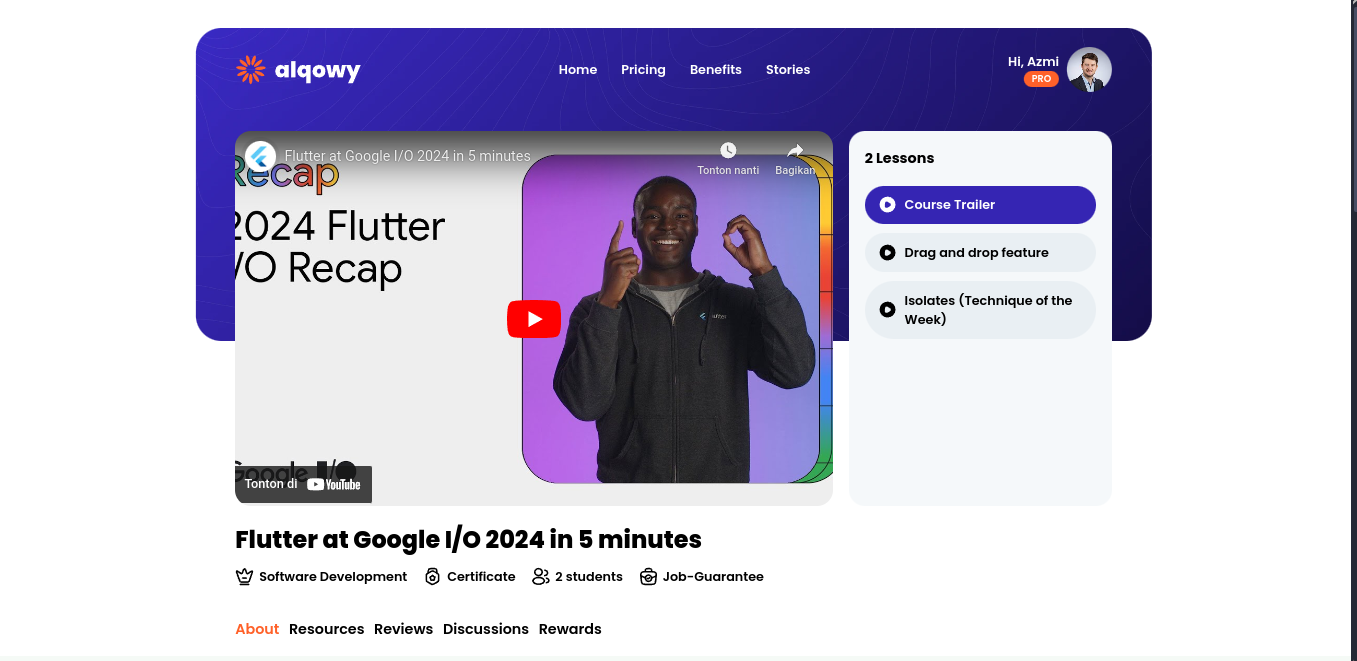 alqowy
Home Pricing Benefits Stories
Hi, Azmi
PRO
Flutter at Google I/O 2024 in 5 minutes
Tonton nanti
Bagikan
Recap
2024 Flutter
I/O Recap
Flutter
Google I/O
Tonton di YouTube
2 Lessons
Course Trailer
Drag and drop feature
Isolates (Technique of the
Week)
Flutter at Google I/O 2024 in 5 minutes
Software Development Certificate 2 students Job-Guarantee
About Resources Reviews Discussions Rewards